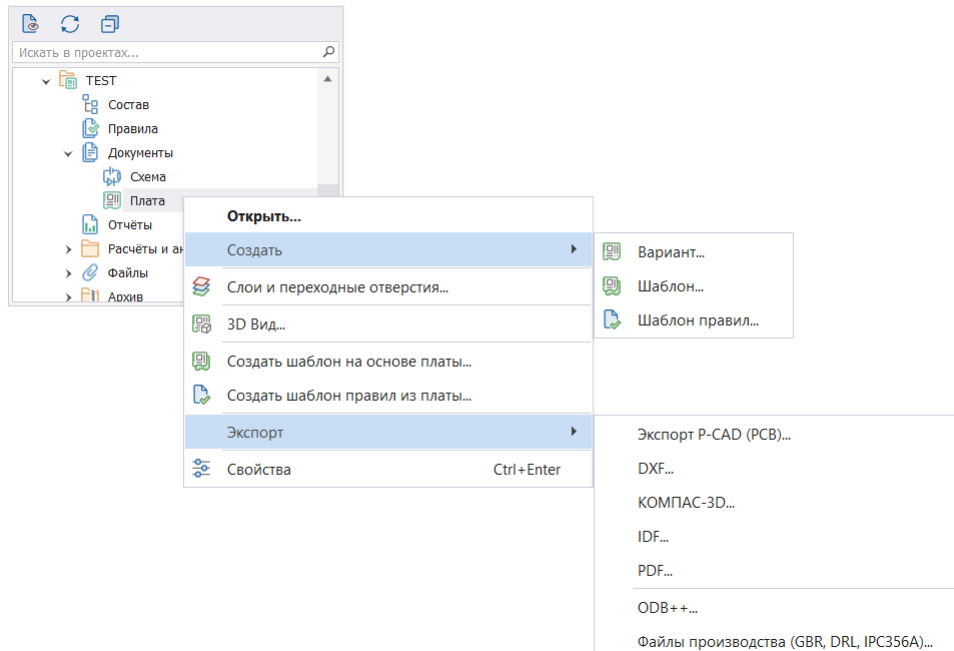 Искать в проектах...
TEST
Состав
Правила
Документы
Схема
Плата
Отчёты
Расчёты и ан
Файлы
Архив
Открыть...
Создать
Слои и переходные отверстия...
3D Вид...
Создать шаблон на основе платы...
Создать шаблон правил из платы...
Экспорт
Свойства Ctrl+Enter
Вариант...
Шаблон...
Шаблон правил...
Экспорт P-CAD (PCB)...
DXF...
КОМПАС-3D...
IDF...
PDF...
ODB++...
Файлы производства (GBR, DRL, IPC356A)...